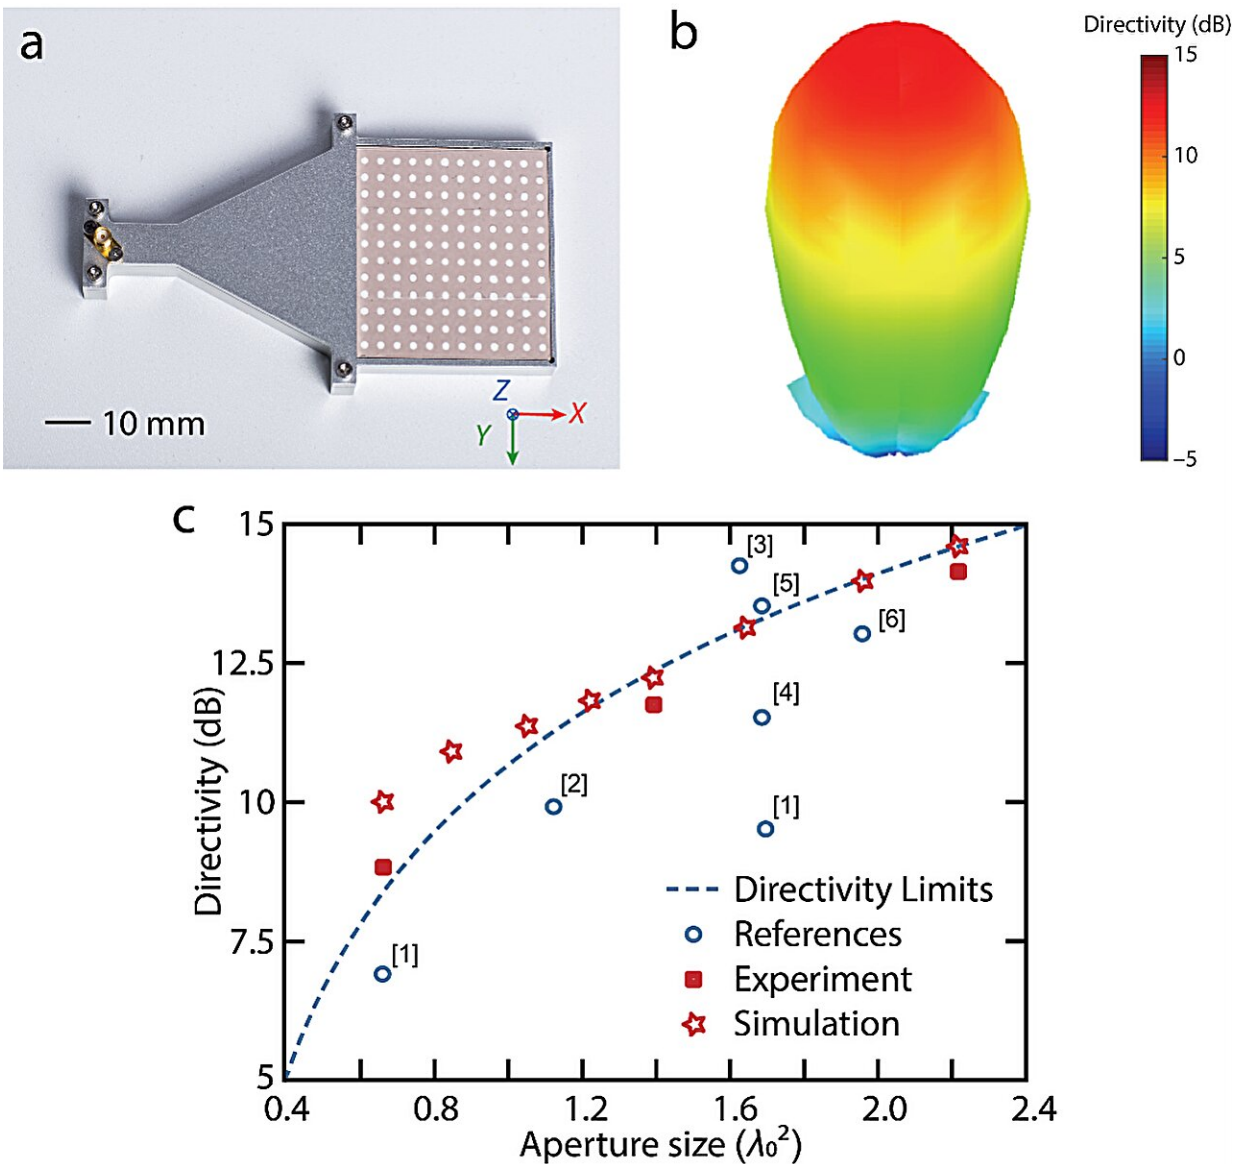 a
10 mm
Z
X
Y
b
Directivity (dB)
15
10
5
0
−5
c
15
12.5
10
7.5
5
Directivity (dB)
[3]
[5]
[6]
[4]
[2]
[1]
[1]
Directivity Limits
References
Experiment
Simulation
0.4 0.8 1.2 1.6 2.0 2.4
Aperture size (λ₀²)